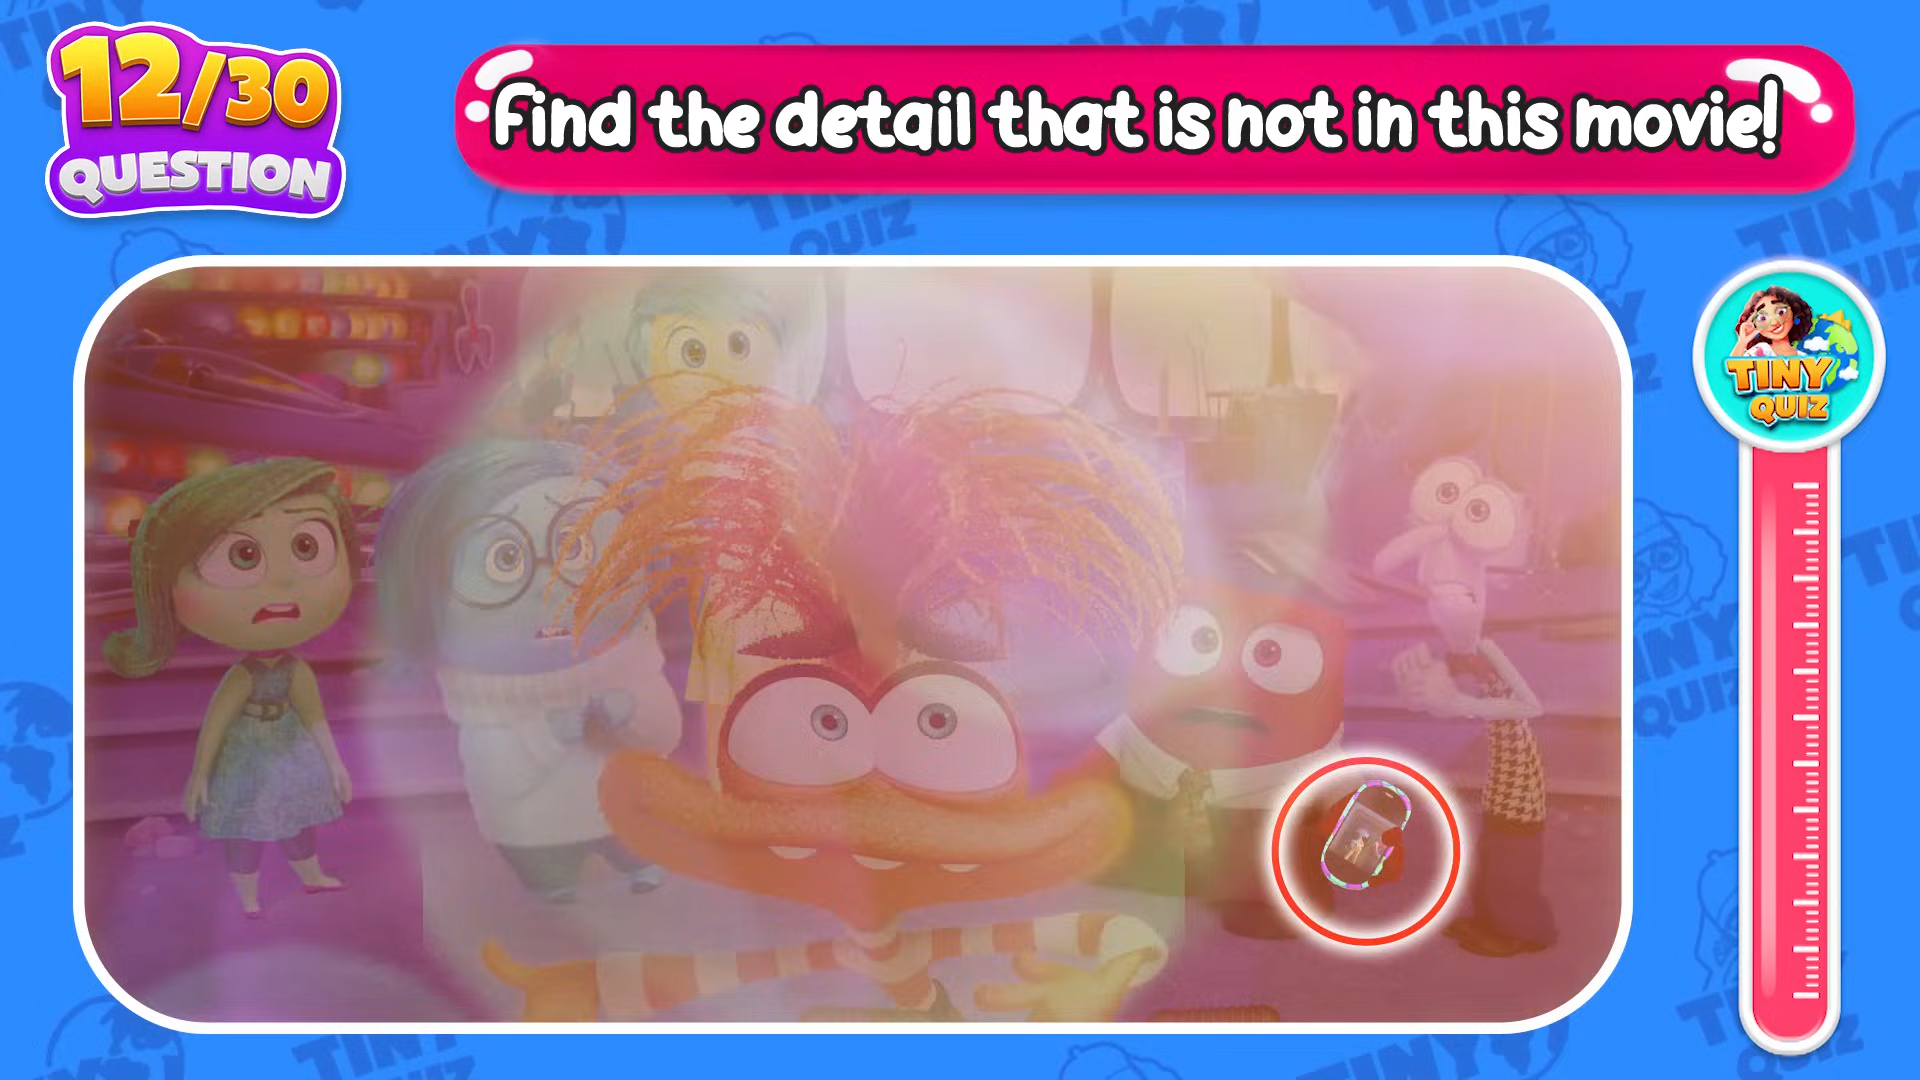 12/30
QUESTION
Find the detail that is not in this movie!
TINY
QUIZ